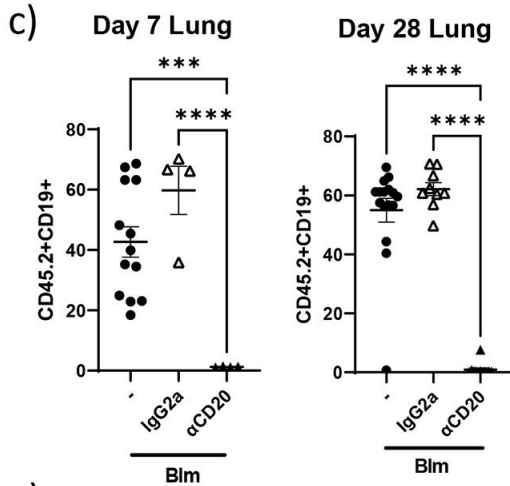 c)
Day 7 Lung
***
****
80
60
40
20
0
CD45.2+CD19+
-
IgG2a
αCD20
Blm
Day 28 Lung
****
****
80
60
40
20
0
CD45.2+CD19+
-
IgG2a
αCD20
Blm